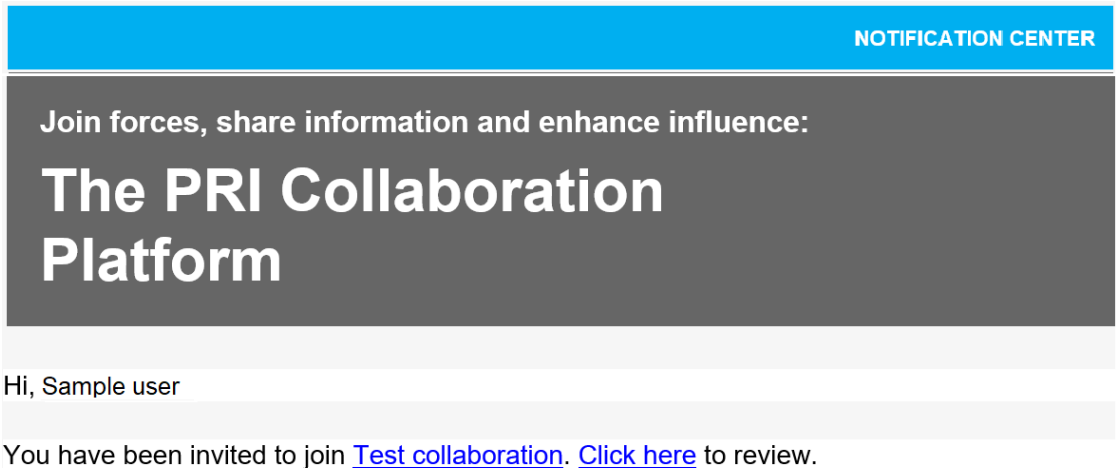 NOTIFICATION CENTER
Join forces, share information and enhance influence:
The PRI Collaboration
Platform
Hi, Sample user
You have been invited to join Test collaboration. Click here to review.